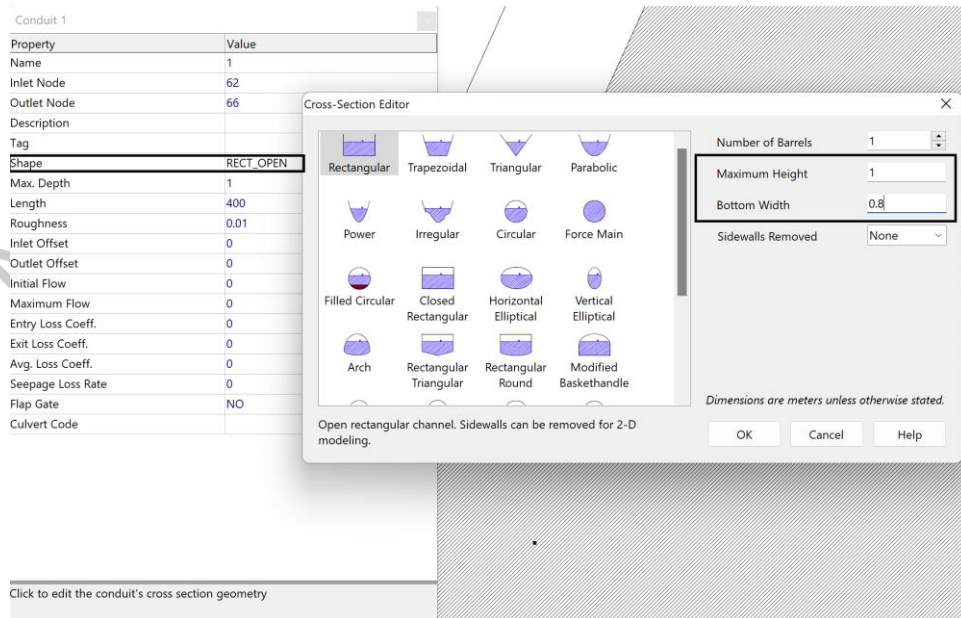 Conduit 1
Property Value
Name 1
Inlet Node 62
Outlet Node 66
Description
Tag
Shape RECT_OPEN
Max. Depth 1
Length 400
Roughness 0.01
Inlet Offset 0
Outlet Offset 0
Initial Flow 0
Maximum Flow 0
Entry Loss Coeff. 0
Exit Loss Coeff. 0
Avg. Loss Coeff. 0
Seepage Loss Rate 0
Flap Gate NO
Culvert Code
Click to edit the conduit's cross section geometry
Cross-Section Editor
Rectangular Trapezoidal Triangular Parabolic
Power Irregular Circular Force Main
Filled Circular Closed Horizontal Vertical
Rectangular Elliptical Elliptical
Arch Rectangular Rectangular Modified
Triangular Round Baskethandle
Open rectangular channel. Sidewalls can be removed for 2-D
modeling.
Number of Barrels 1
Maximum Height 1
Bottom Width 0.8
Sidewalls Removed None
Dimensions are meters unless otherwise stated.
OK Cancel Help